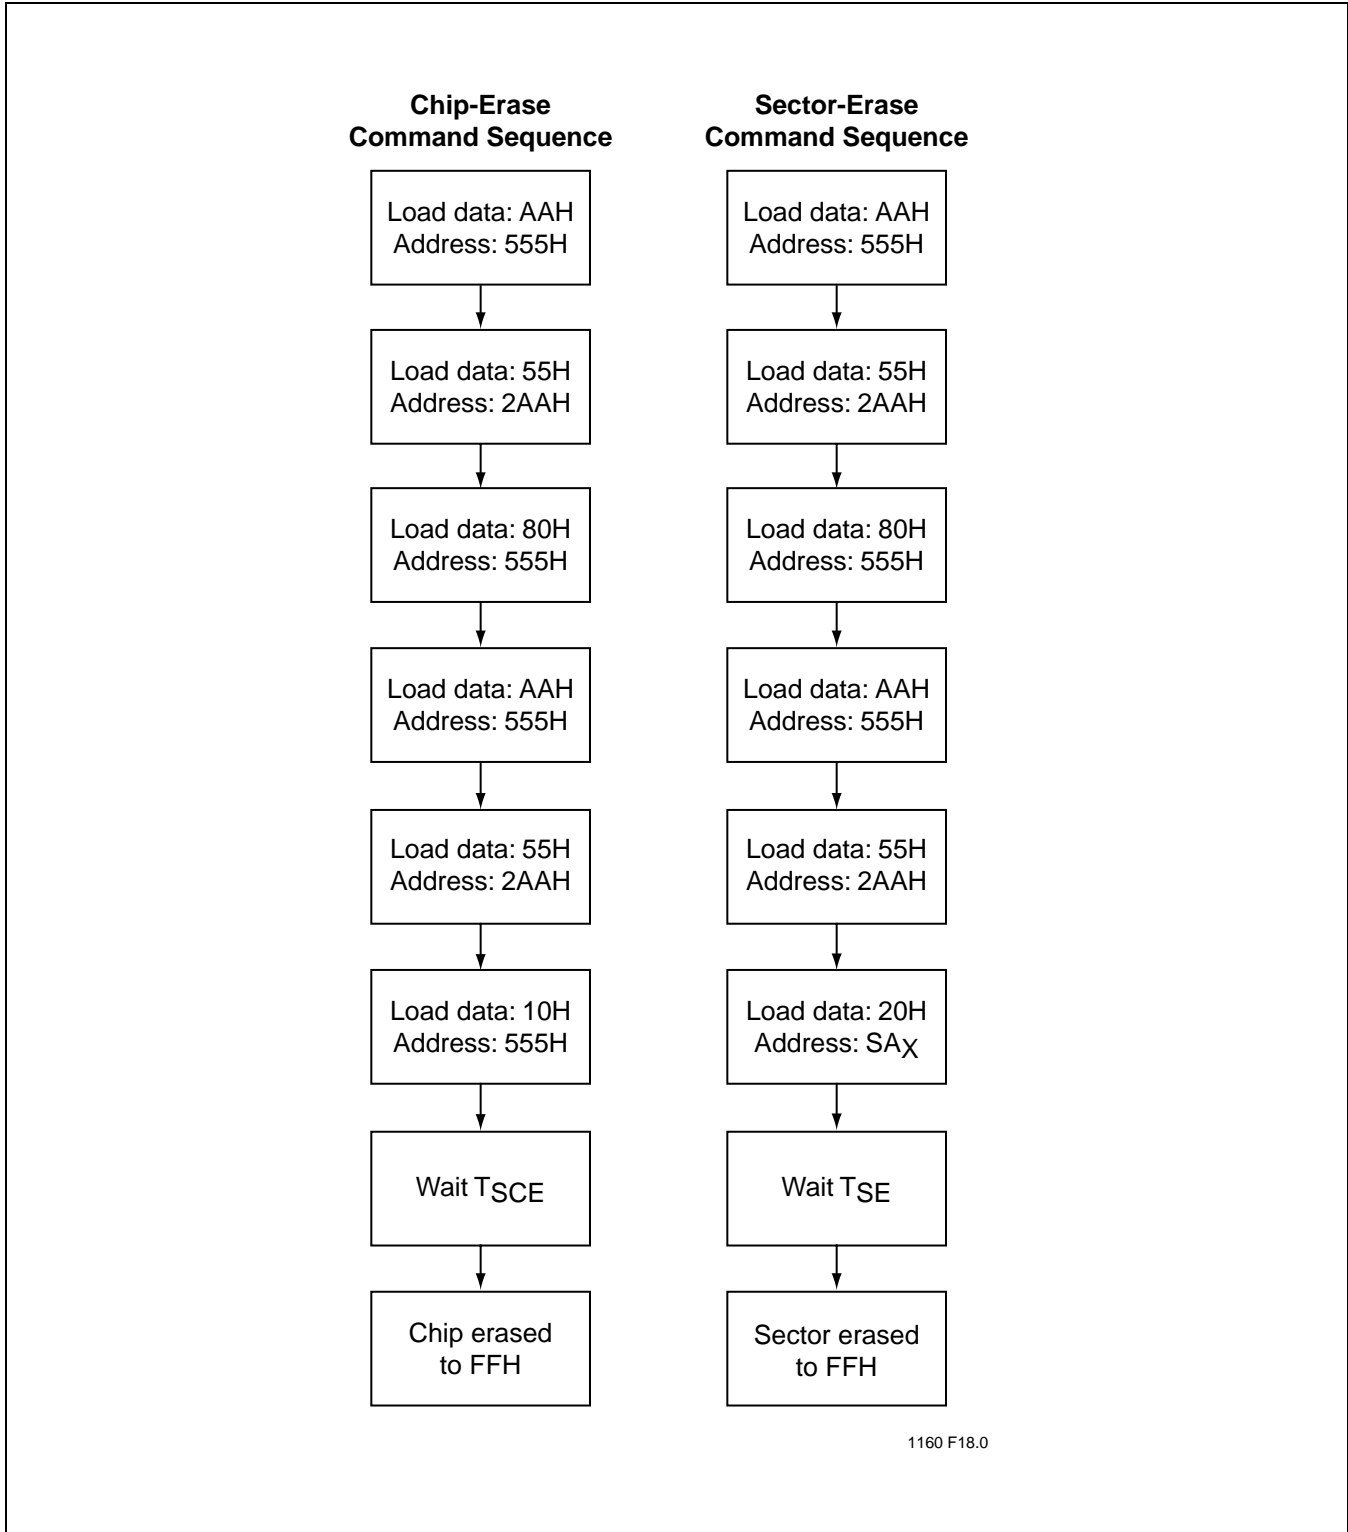 Chip-Erase
Command Sequence
Load data: AAH
Address: 555H
Load data: 55H
Address: 2AAH
Load data: 80H
Address: 555H
Load data: AAH
Address: 555H
Load data: 55H
Address: 2AAH
Load data: 10H
Address: 555H
Wait TSCE
Chip erased
to FFH
Sector-Erase
Command Sequence
Load data: AAH
Address: 555H
Load data: 55H
Address: 2AAH
Load data: 80H
Address: 555H
Load data: AAH
Address: 555H
Load data: 55H
Address: 2AAH
Load data: 20H
Address: SAX
Wait TSE
Sector erased
to FFH
1160 F18.0